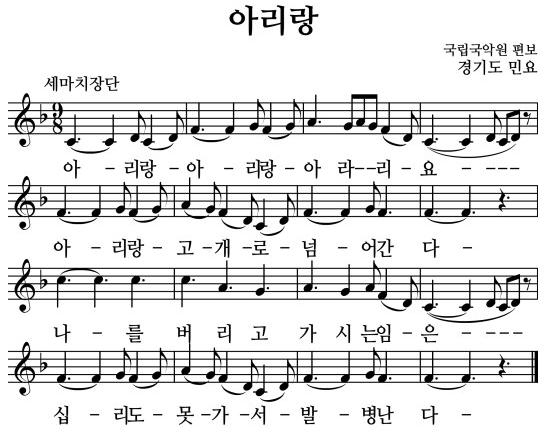 아리랑
국립국악원 편보
경기도 민요
세마치장단
9
8
아- 리랑-아- 리랑-아 라--리- 요 ----
아 -리랑- 고-개-로- 넘 -어간 다-
나- 를 버 리 고 가 시 는임-은----
십 -리도- 못-가-서- 발 -병난 다-